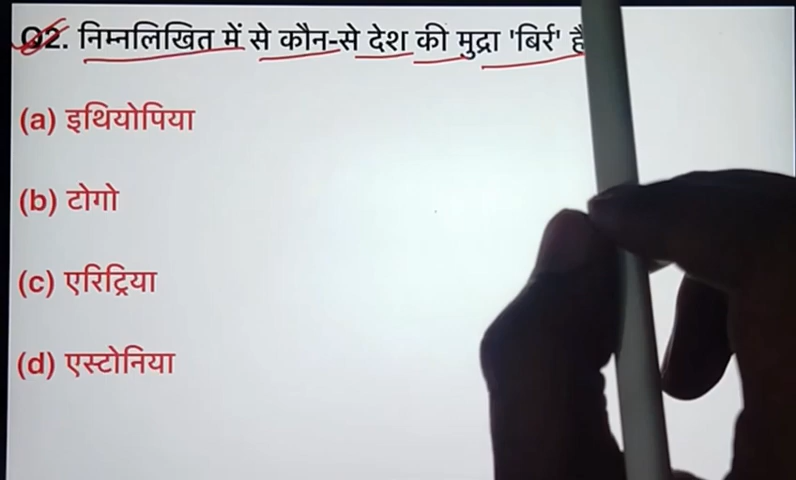 Q2. निम्नलिखित में से कौन-से देश की मुद्रा 'बिर्र' है
(a) इथियोपिया
(b) टोगो
(c) एरिट्रिया
(d) एस्टोनिया